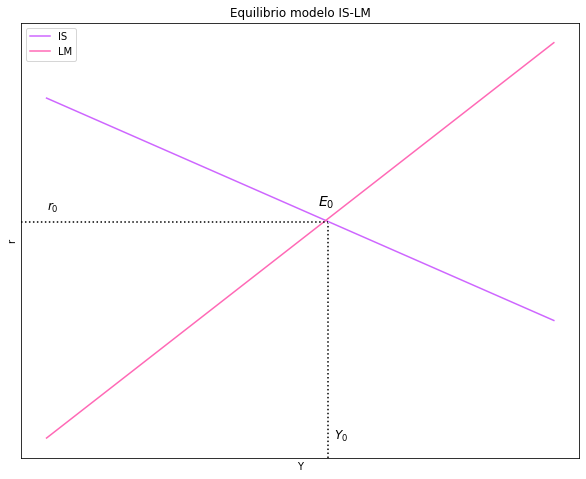 Equilibrio modelo IS-LM
IS
LM
E₀
r₀
r
Y₀
Y